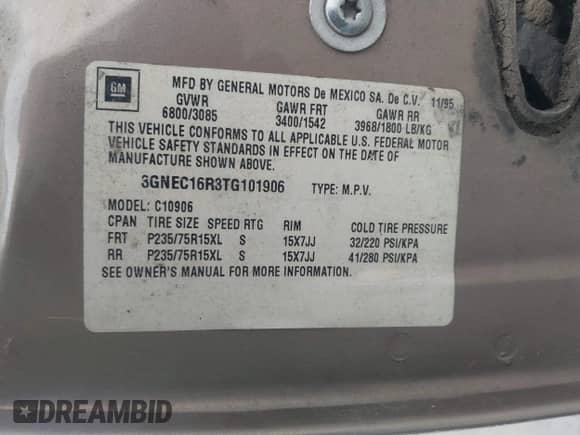 GM
MFD BY GENERAL MOTORS De MEXICO SA. De C.V. 11/95
GVWR GAWR FRT GAWR RR
6800/3085 3400/1542 3968/1800 LB/KG
THIS VEHICLE CONFORMS TO ALL APPLICABLE U.S. FEDERAL MOTOR
VEHICLE SAFETY STANDARDS IN EFFECT ON THE DATE OF
MANUFACTURE SHOWN ABOVE.
3GNEC16R3TG101906 TYPE: M.P.V.
MODEL: C10906
CPAN TIRE SIZE SPEED RTG RIM COLD TIRE PRESSURE
FRT P235/75R15XL S 15X7JJ 32/220 PSI/KPA
RR P235/75R15XL S 15X7JJ 41/280 PSI/KPA
SEE OWNER'S MANUAL FOR MORE INFORMATION.
DREAMBID